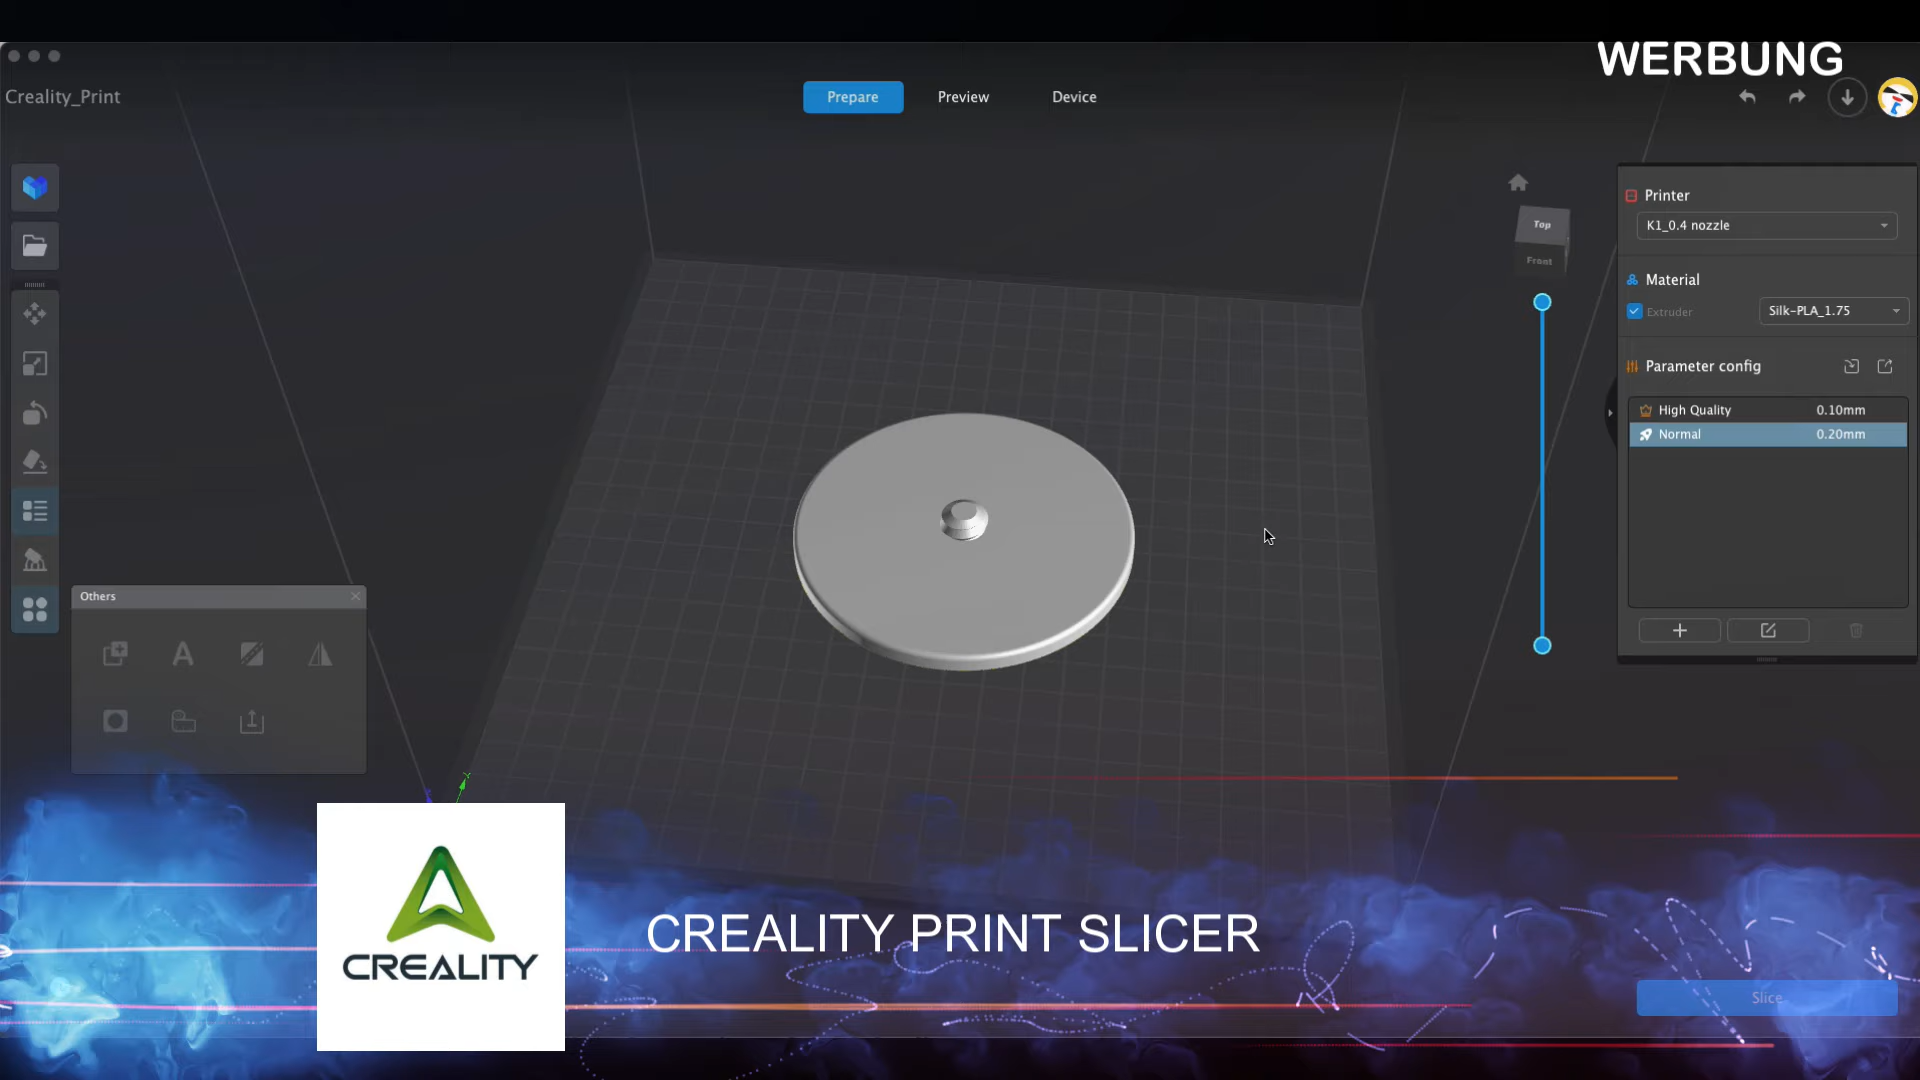 WERBUNG
Creality_Print
Prepare
Preview
Device
Printer
K1_0.4 nozzle
Top
Front
Material
Extruder
Silk-PLA_1.75
Parameter config
High Quality 0.10mm
Normal 0.20mm
Others
A
Y
CREALITY
CREALITY PRINT SLICER
Slice